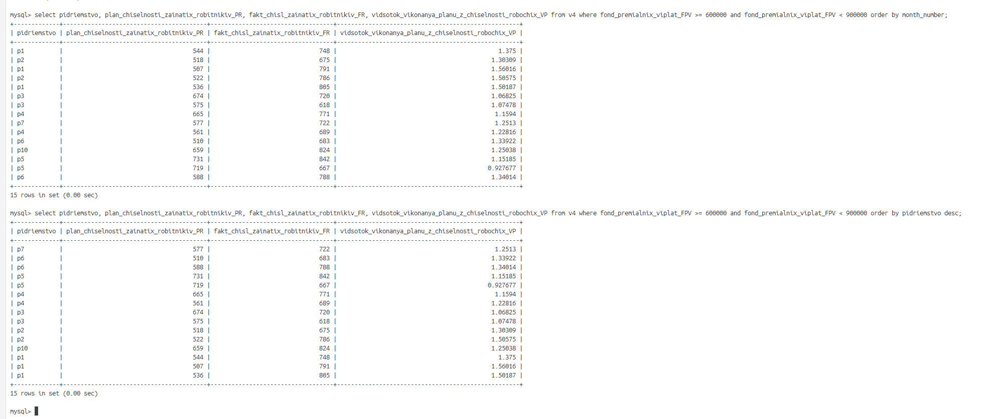 mysql> select pidriemstvo, plan_chiselnosti_zainatix_robitnikiv_PR, fakt_chisl_zainatix_robitnikiv_FR, vidsotok_vikonanya_planu_z_chiselnosti_robochix_VP from v4 where fond_premialnix_viplat_FPV >= 600000 and fond_premialnix_viplat_FPV < 900000 order by month_number;
+-------------+-----------------------------------------+-----------------------------------+----------------------------------------------------+
| pidriemstvo | plan_chiselnosti_zainatix_robitnikiv_PR | fakt_chisl_zainatix_robitnikiv_FR | vidsotok_vikonanya_planu_z_chiselnosti_robochix_VP |
+-------------+-----------------------------------------+-----------------------------------+----------------------------------------------------+
| p1          |                                     544 |                               748 |                                              1.375 |
| p2          |                                     518 |                               675 |                                            1.30309 |
| p1          |                                     507 |                               791 |                                            1.56016 |
| p2          |                                     522 |                               786 |                                            1.50575 |
| p1          |                                     536 |                               805 |                                            1.50187 |
| p3          |                                     674 |                               720 |                                            1.06825 |
| p3          |                                     575 |                               618 |                                            1.07478 |
| p4          |                                     665 |                               771 |                                             1.1594 |
| p7          |                                     577 |                               722 |                                             1.2513 |
| p4          |                                     561 |                               689 |                                            1.22816 |
| p6          |                                     510 |                               683 |                                            1.33922 |
| p10         |                                     659 |                               824 |                                            1.25038 |
| p5          |                                     731 |                               842 |                                            1.15185 |
| p5          |                                     719 |                               667 |                                           0.927677 |
| p6          |                                     588 |                               788 |                                            1.34014 |
+-------------+-----------------------------------------+-----------------------------------+----------------------------------------------------+
15 rows in set (0.00 sec)
mysql> select pidriemstvo, plan_chiselnosti_zainatix_robitnikiv_PR, fakt_chisl_zainatix_robitnikiv_FR, vidsotok_vikonanya_planu_z_chiselnosti_robochix_VP from v4 where fond_premialnix_viplat_FPV >= 600000 and fond_premialnix_viplat_FPV < 900000 order by pidriemstvo desc;
+-------------+-----------------------------------------+-----------------------------------+----------------------------------------------------+
| pidriemstvo | plan_chiselnosti_zainatix_robitnikiv_PR | fakt_chisl_zainatix_robitnikiv_FR | vidsotok_vikonanya_planu_z_chiselnosti_robochix_VP |
+-------------+-----------------------------------------+-----------------------------------+----------------------------------------------------+
| p7          |                                     577 |                               722 |                                             1.2513 |
| p6          |                                     510 |                               683 |                                            1.33922 |
| p6          |                                     588 |                               788 |                                            1.34014 |
| p5          |                                     731 |                               842 |                                            1.15185 |
| p5          |                                     719 |                               667 |                                           0.927677 |
| p4          |                                     665 |                               771 |                                             1.1594 |
| p4          |                                     561 |                               689 |                                            1.22816 |
| p3          |                                     674 |                               720 |                                            1.06825 |
| p3          |                                     575 |                               618 |                                            1.07478 |
| p2          |                                     518 |                               675 |                                            1.30309 |
| p2          |                                     522 |                               786 |                                            1.50575 |
| p10         |                                     659 |                               824 |                                            1.25038 |
| p1          |                                     544 |                               748 |                                              1.375 |
| p1          |                                     507 |                               791 |                                            1.56016 |
| p1          |                                     536 |                               805 |                                            1.50187 |
+-------------+-----------------------------------------+-----------------------------------+----------------------------------------------------+
15 rows in set (0.00 sec)
mysql>